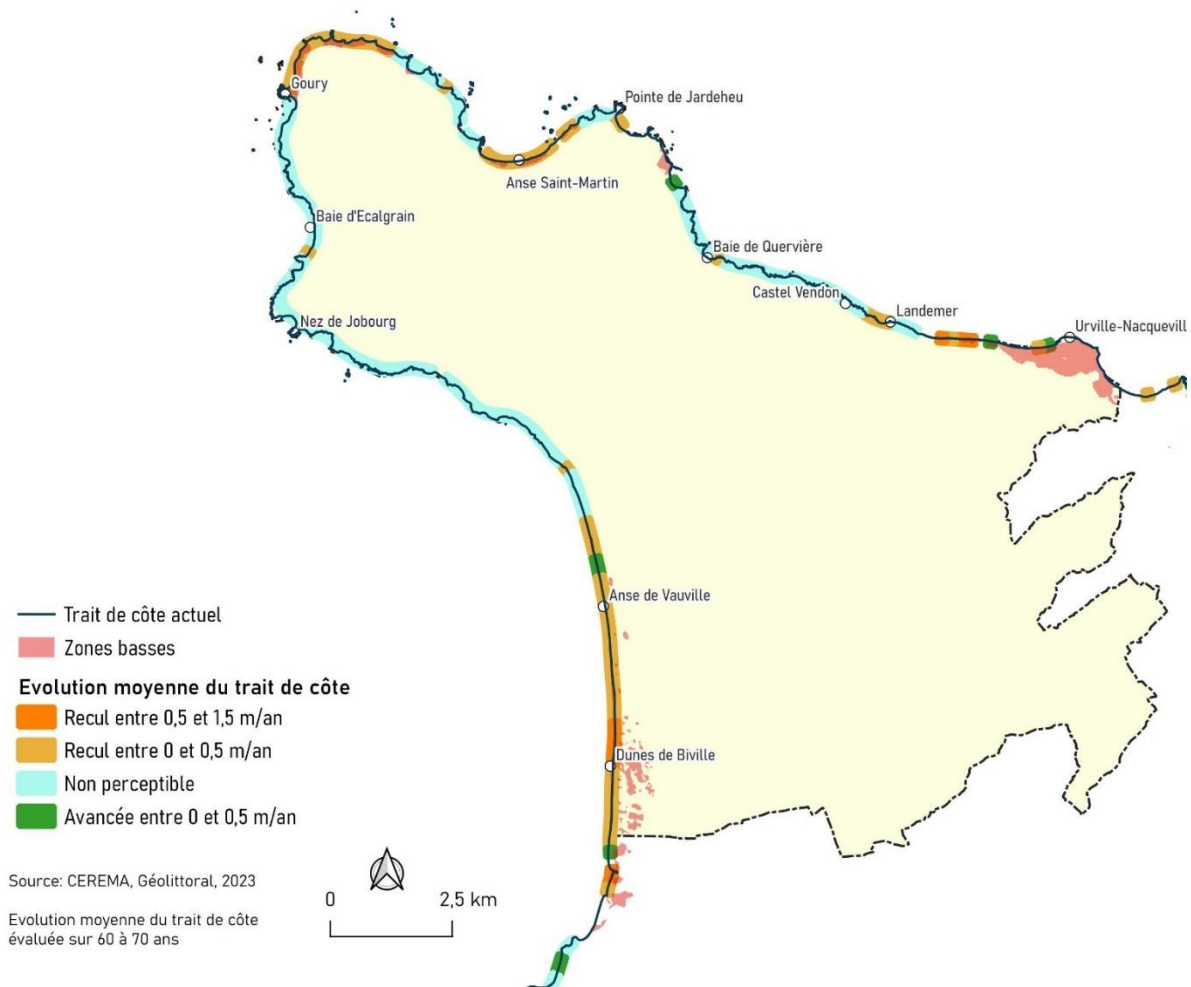 Goury
Pointe de Jardeheu
Anse Saint-Martin
Baie d'Ecalgrain
Baie de Quervière
Castel Vendon
Landemer
Urville-Nacqueville
Nez de Jobourg
Anse de Vauville
Dunes de Biville
Trait de côte actuel
Zones basses
Evolution moyenne du trait de côte
Recul entre 0,5 et 1,5 m/an
Recul entre 0 et 0,5 m/an
Non perceptible
Avancée entre 0 et 0,5 m/an
Source: CEREMA, Géolittoral, 2023
Evolution moyenne du trait de côte
évaluée sur 60 à 70 ans
0 2,5 km